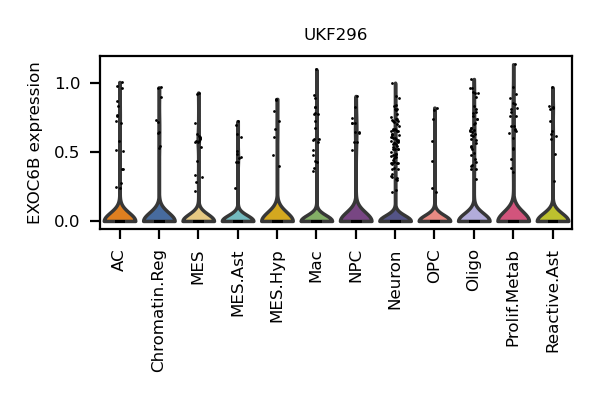 UKF296
EXOC6B expression
1.0
0.5
0.0
AC
Chromatin.Reg
MES
MES.Ast
MES.Hyp
Mac
NPC
Neuron
OPC
Oligo
Prolif.Metab
Reactive.Ast